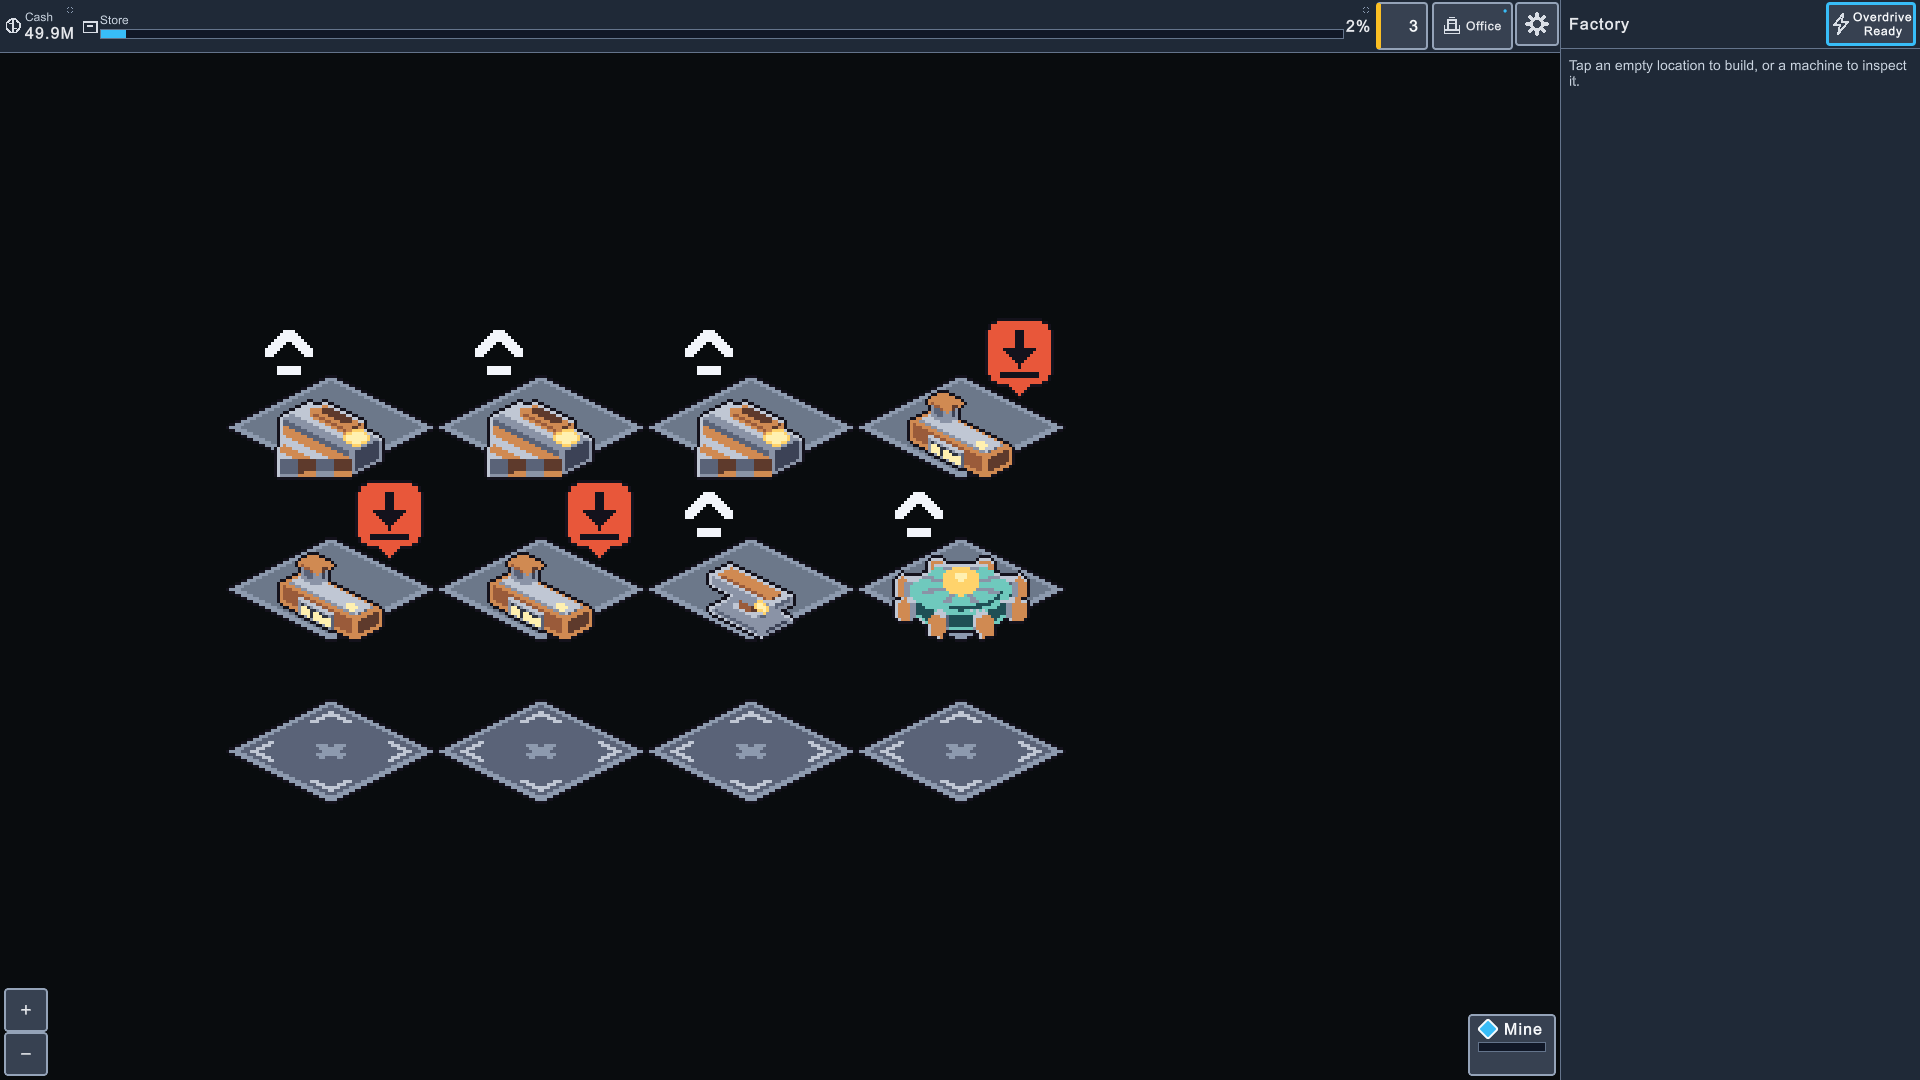 Cash
49.9M
Store
2%
3
Office
Factory
Overdrive
Ready
Tap an empty location to build, or a machine to inspect
it.
+
−
Mine